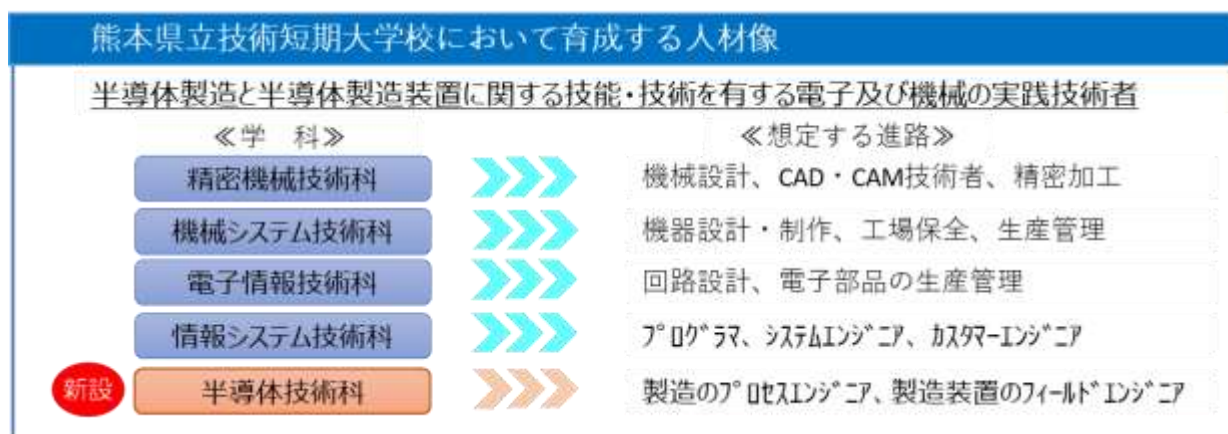 熊本県立技術短期大学校において育成する人材像
半導体製造と半導体製造装置に関する技能・技術を有する電子及び機械の実践技術者
≪学　科≫　≪想定する進路≫
精密機械技術科　機械設計、CAD・CAM技術者、精密加工
機械システム技術科　機器設計・制作、工場保全、生産管理
電子情報技術科　回路設計、電子部品の生産管理
情報システム技術科　ﾌﾟﾛｸﾞﾗﾏ、ｼｽﾃﾑｴﾝｼﾞﾆｱ、ｶｽﾀﾏｰｴﾝｼﾞﾆｱ
新設　半導体技術科　製造のﾌﾟﾛｾｽｴﾝｼﾞﾆｱ、製造装置のﾌｨｰﾙﾄﾞｴﾝｼﾞﾆｱ